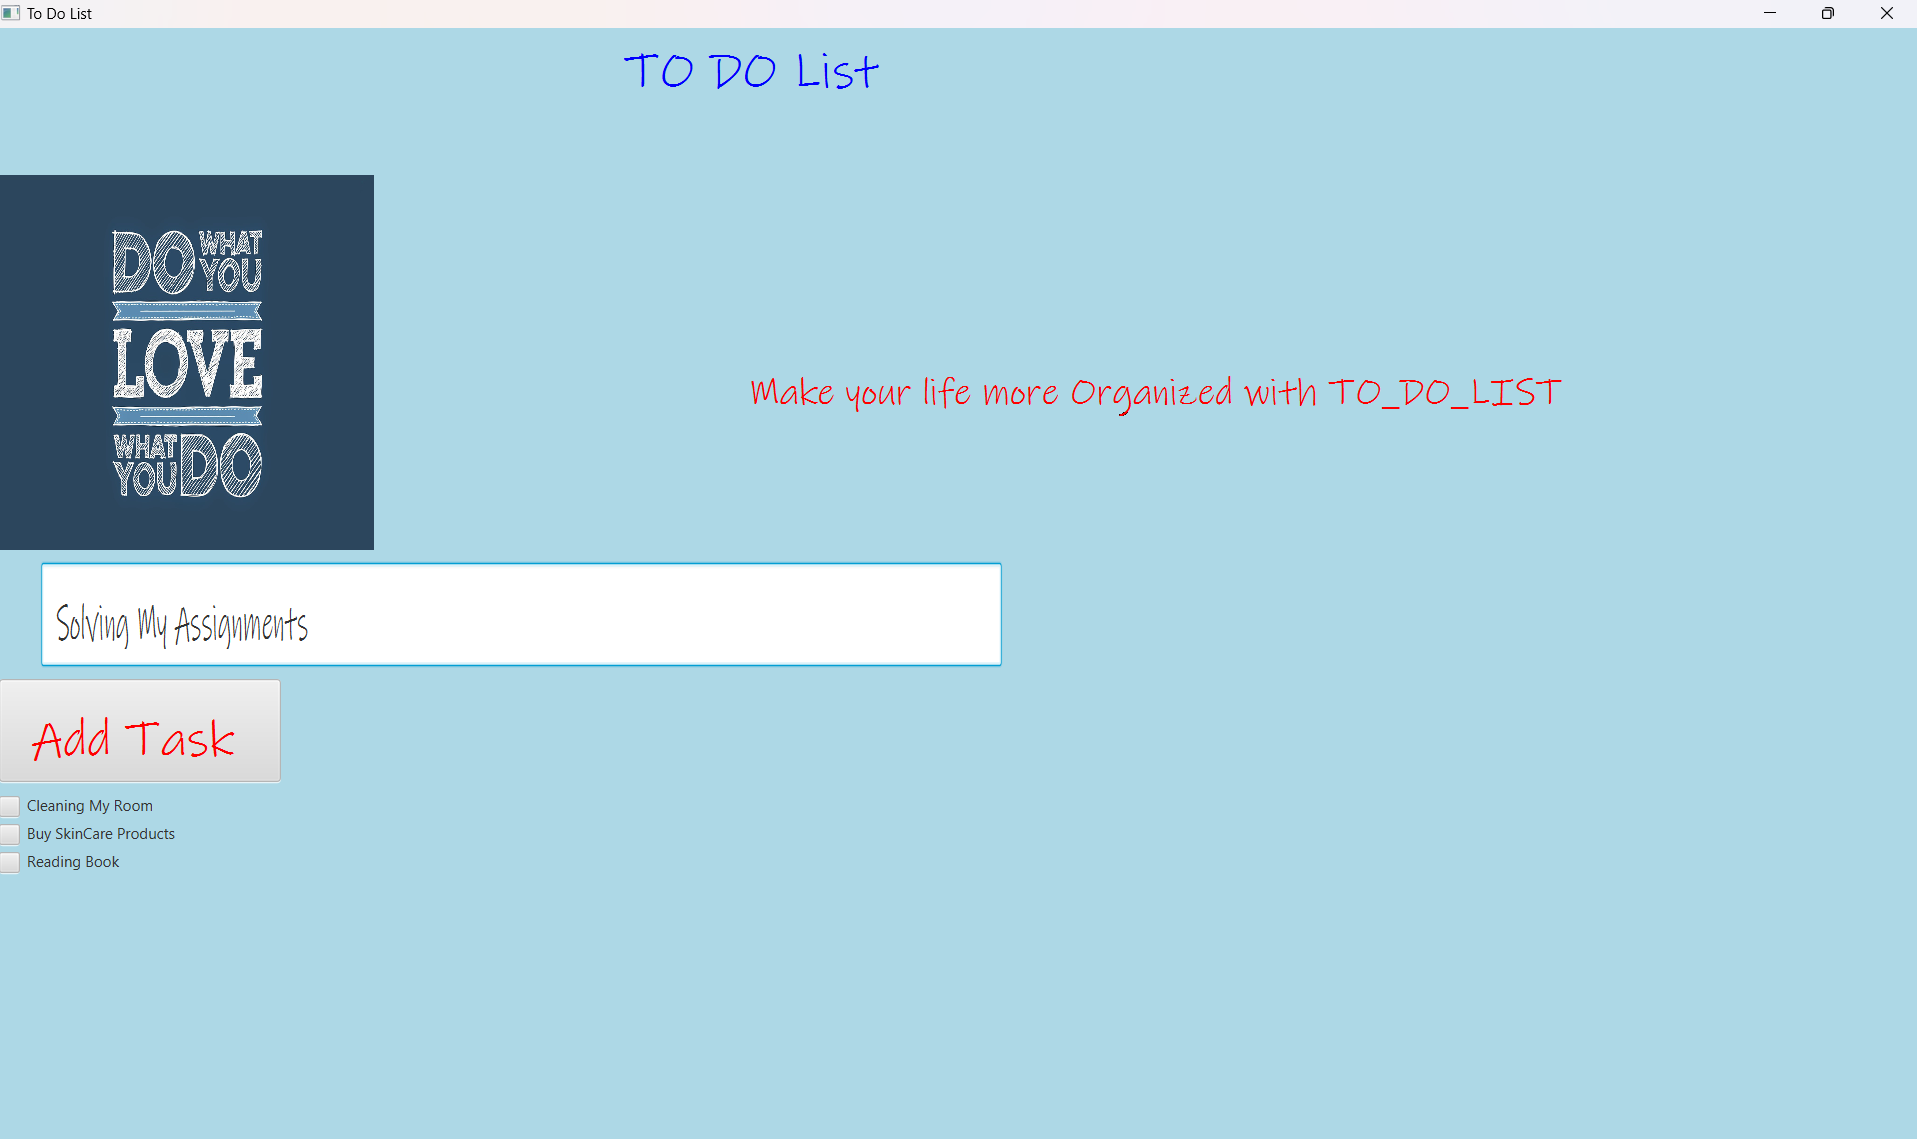 To Do List
TO DO List
DO WHAT YOU
LOVE
WHAT YOU DO
Make your life more Organized with TO_DO_LIST
Solving My Assignments
Add Task
Cleaning My Room
Buy SkinCare Products
Reading Book